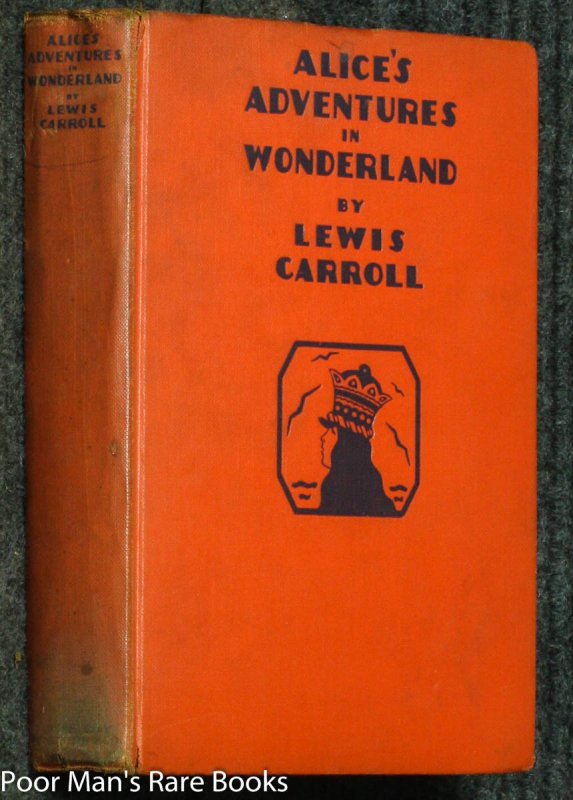 ALICE'S
ADVENTURES
IN
WONDERLAND
BY
LEWIS
CARROLL
ALICE'S
ADVENTURES
IN
WONDERLAND
BY
LEWIS
CARROLL
Poor Man's Rare Books